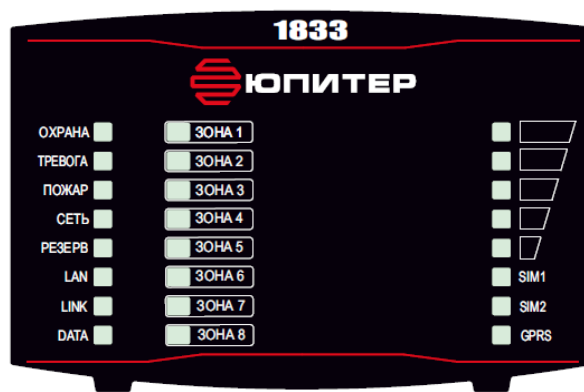 1833
ЮПИТЕР
ОХРАНА ЗОНА 1
ТРЕВОГА ЗОНА 2
ПОЖАР ЗОНА 3
СЕТЬ ЗОНА 4
РЕЗЕРВ ЗОНА 5
LAN ЗОНА 6 SIM1
LINK ЗОНА 7 SIM2
DATA ЗОНА 8 GPRS